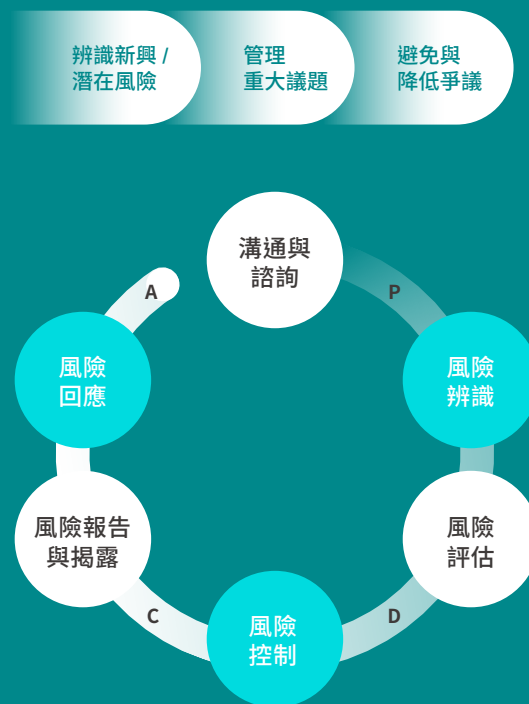 辨識新興 /
潛在風險
管理
重大議題
避免與
降低爭議
溝通與
諮詢
A
P
風險
回應
風險
辨識
風險報告
與揭露
風險
評估
C
D
風險
控制